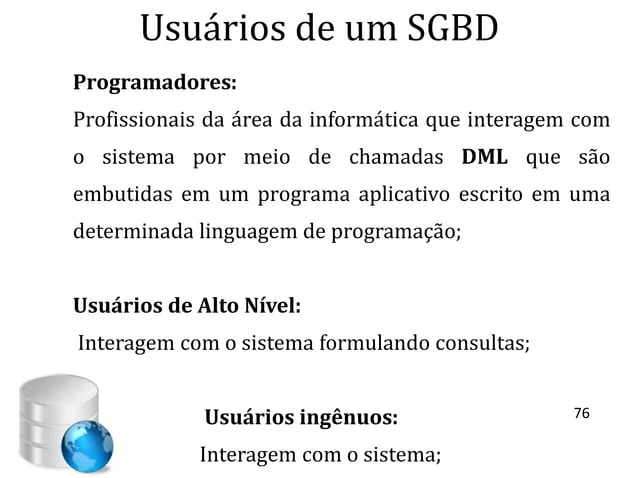 Usuários de um SGBD
Programadores:
Profissionais da área da informática que interagem com
o sistema por meio de chamadas DML que são
embutidas em um programa aplicativo escrito em uma
determinada linguagem de programação;
Usuários de Alto Nível:
Interagem com o sistema formulando consultas;
Usuários ingênuos:
76
Interagem com o sistema;